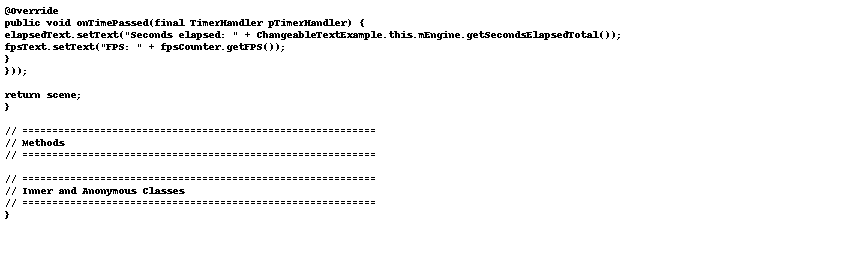 @Override
public void onTimePassed(final TimerHandler pTimerHandler) {
elapsedText.setText("Seconds elapsed: " + ChangeableTextExample.this.mEngine.getSecondsElapsedTotal());
fpsText.setText("FPS: " + fpsCounter.getFPS());
}
}));
return scene;
}
// ===========================================================
// Methods
// ===========================================================
// ===========================================================
// Inner and Anonymous Classes
// ===========================================================
}